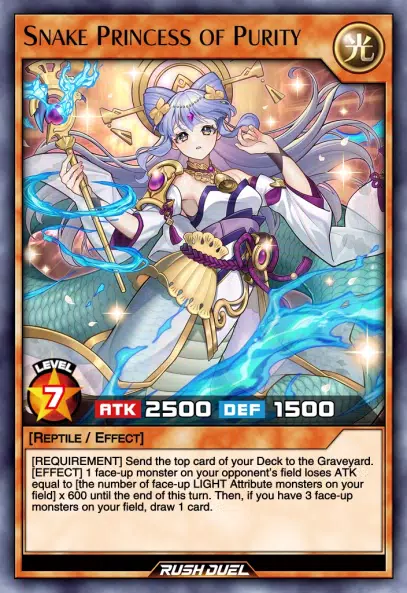 Snake Princess of Purity
光
LEVEL
7
ATK 2500 DEF 1500
[Reptile / Effect]
[REQUIREMENT] Send the top card of your Deck to the Graveyard.
[EFFECT] 1 face-up monster on your opponent's field loses ATK
equal to [the number of face-up LIGHT Attribute monsters on your
field] x 600 until the end of this turn. Then, if you have 3 face-up
monsters on your field, draw 1 card.
RUSH DUEL